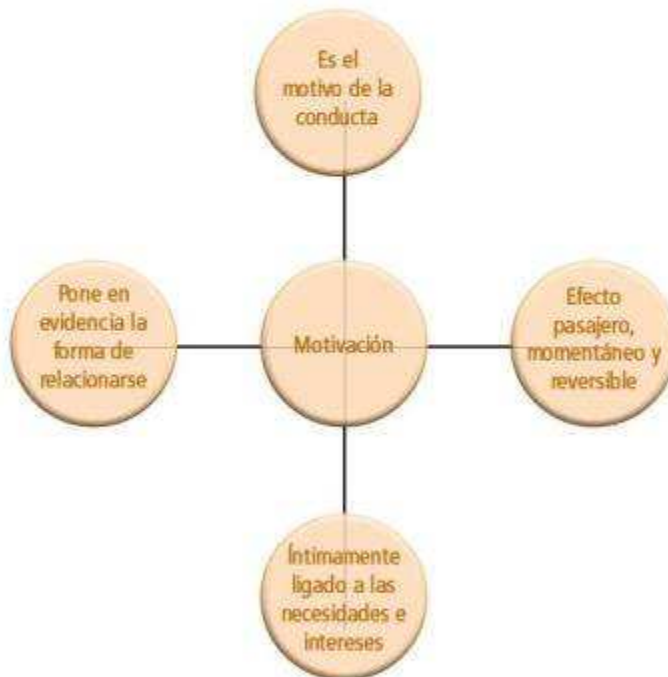 Es el
motivo de la
conducta
Pone en
evidencia la
forma de
relacionarse
Motivación
Efecto
pasajero,
momentáneo y
reversible
Íntimamente
ligado a las
necesidades e
intereses